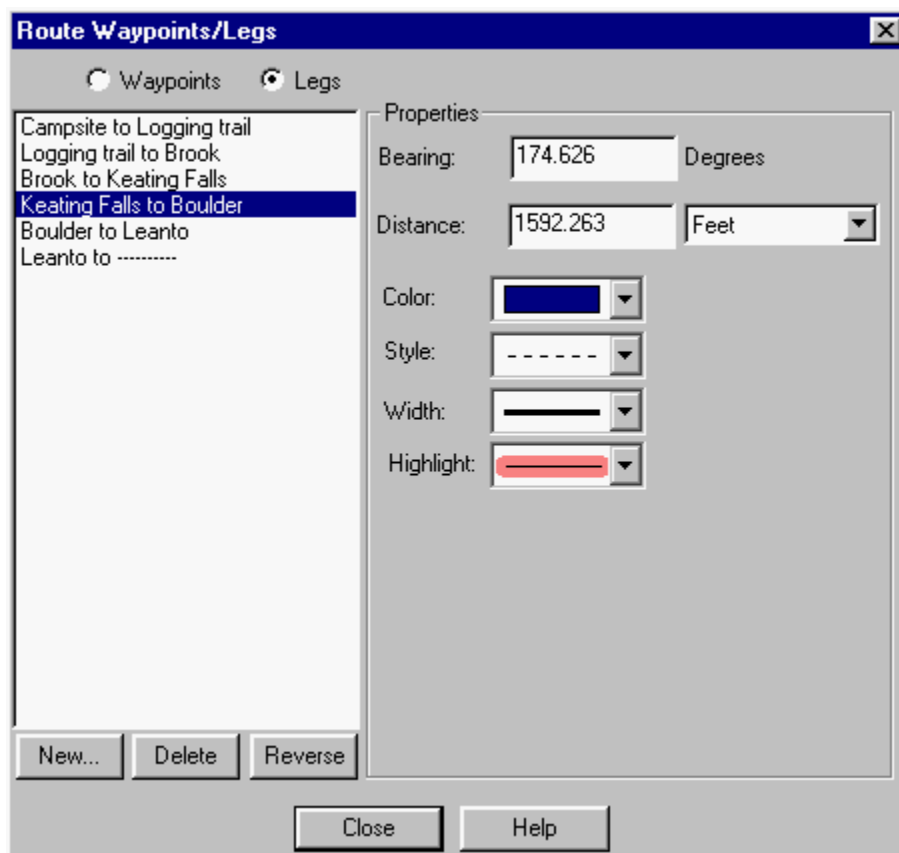 Route Waypoints/Legs
Waypoints Legs
Campsite to Logging trail
Logging trail to Brook
Brook to Keating Falls
Keating Falls to Boulder
Boulder to Leanto
Leanto to ----------
New... Delete Reverse
Properties
Bearing: 174.626 Degrees
Distance: 1592.263 Feet
Color:
Style:
Width:
Highlight:
Close Help